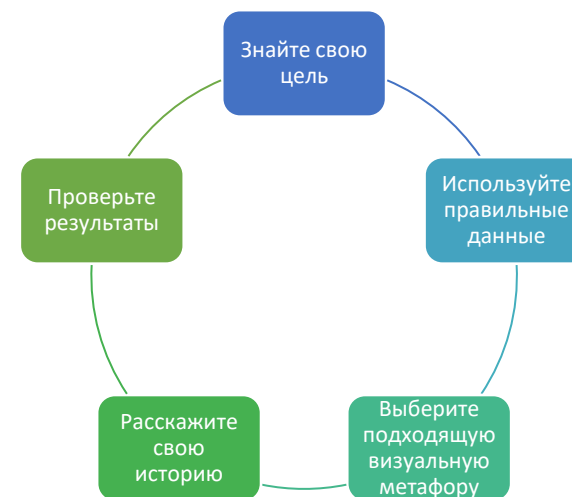 Знайте свою
цель
Используйте
правильные
данные
Выберите
подходящую
визуальную
метафору
Расскажите
свою
историю
Проверьте
результаты